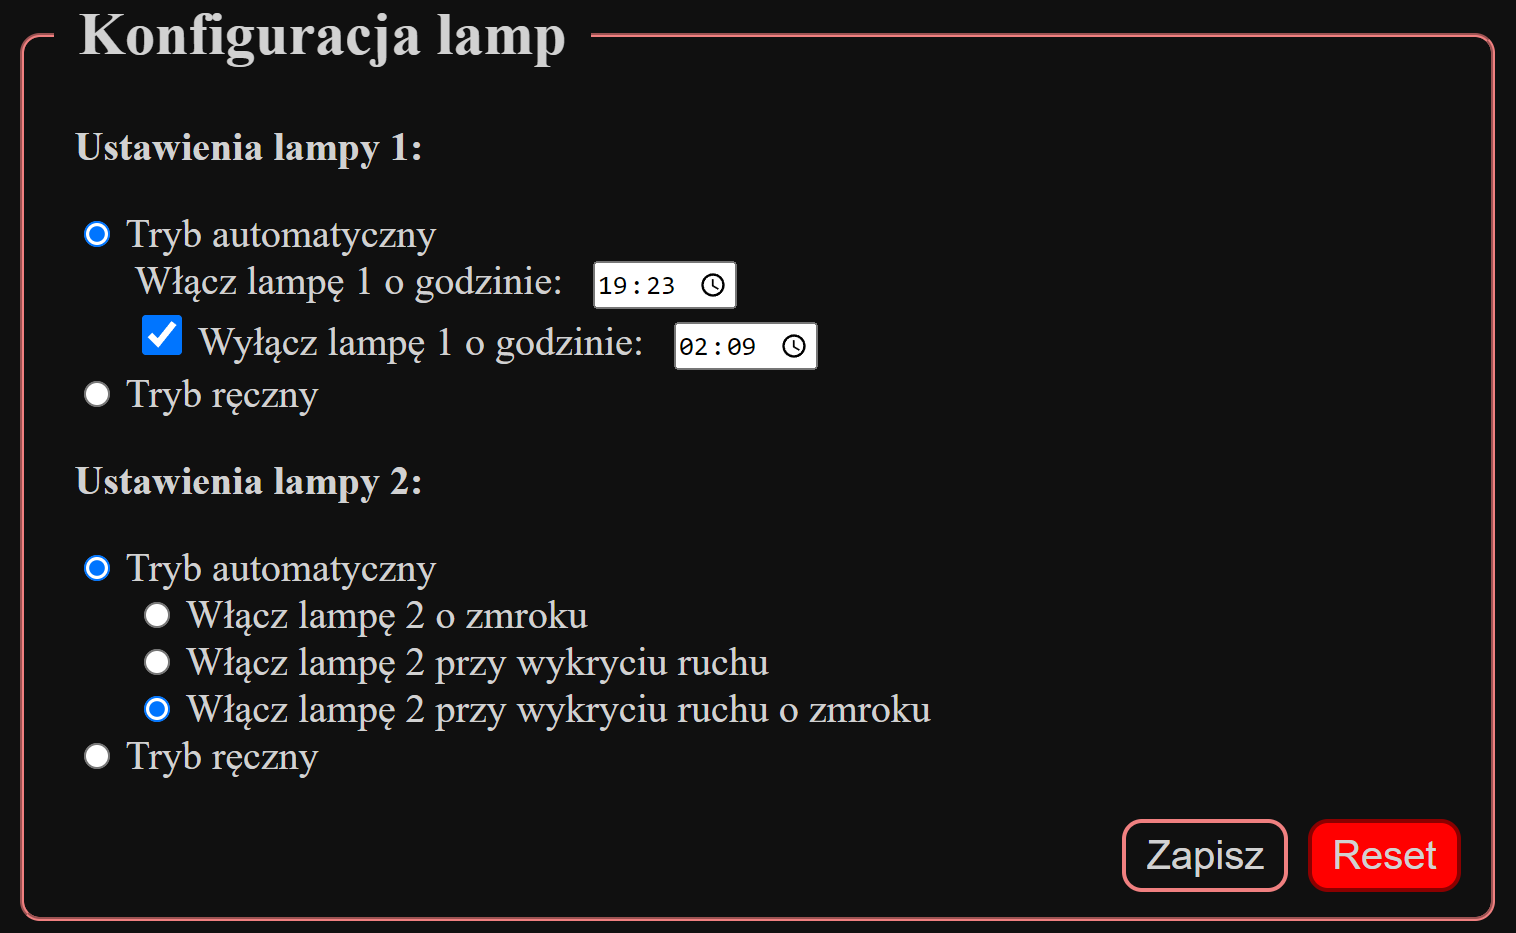 Konfiguracja lamp
Ustawienia lampy 1:
Tryb automatyczny
Włącz lampę 1 o godzinie: 19:23
Wyłącz lampę 1 o godzinie: 02:09
Tryb ręczny
Ustawienia lampy 2:
Tryb automatyczny
Włącz lampę 2 o zmroku
Włącz lampę 2 przy wykryciu ruchu
Włącz lampę 2 przy wykryciu ruchu o zmroku
Tryb ręczny
Zapisz Reset